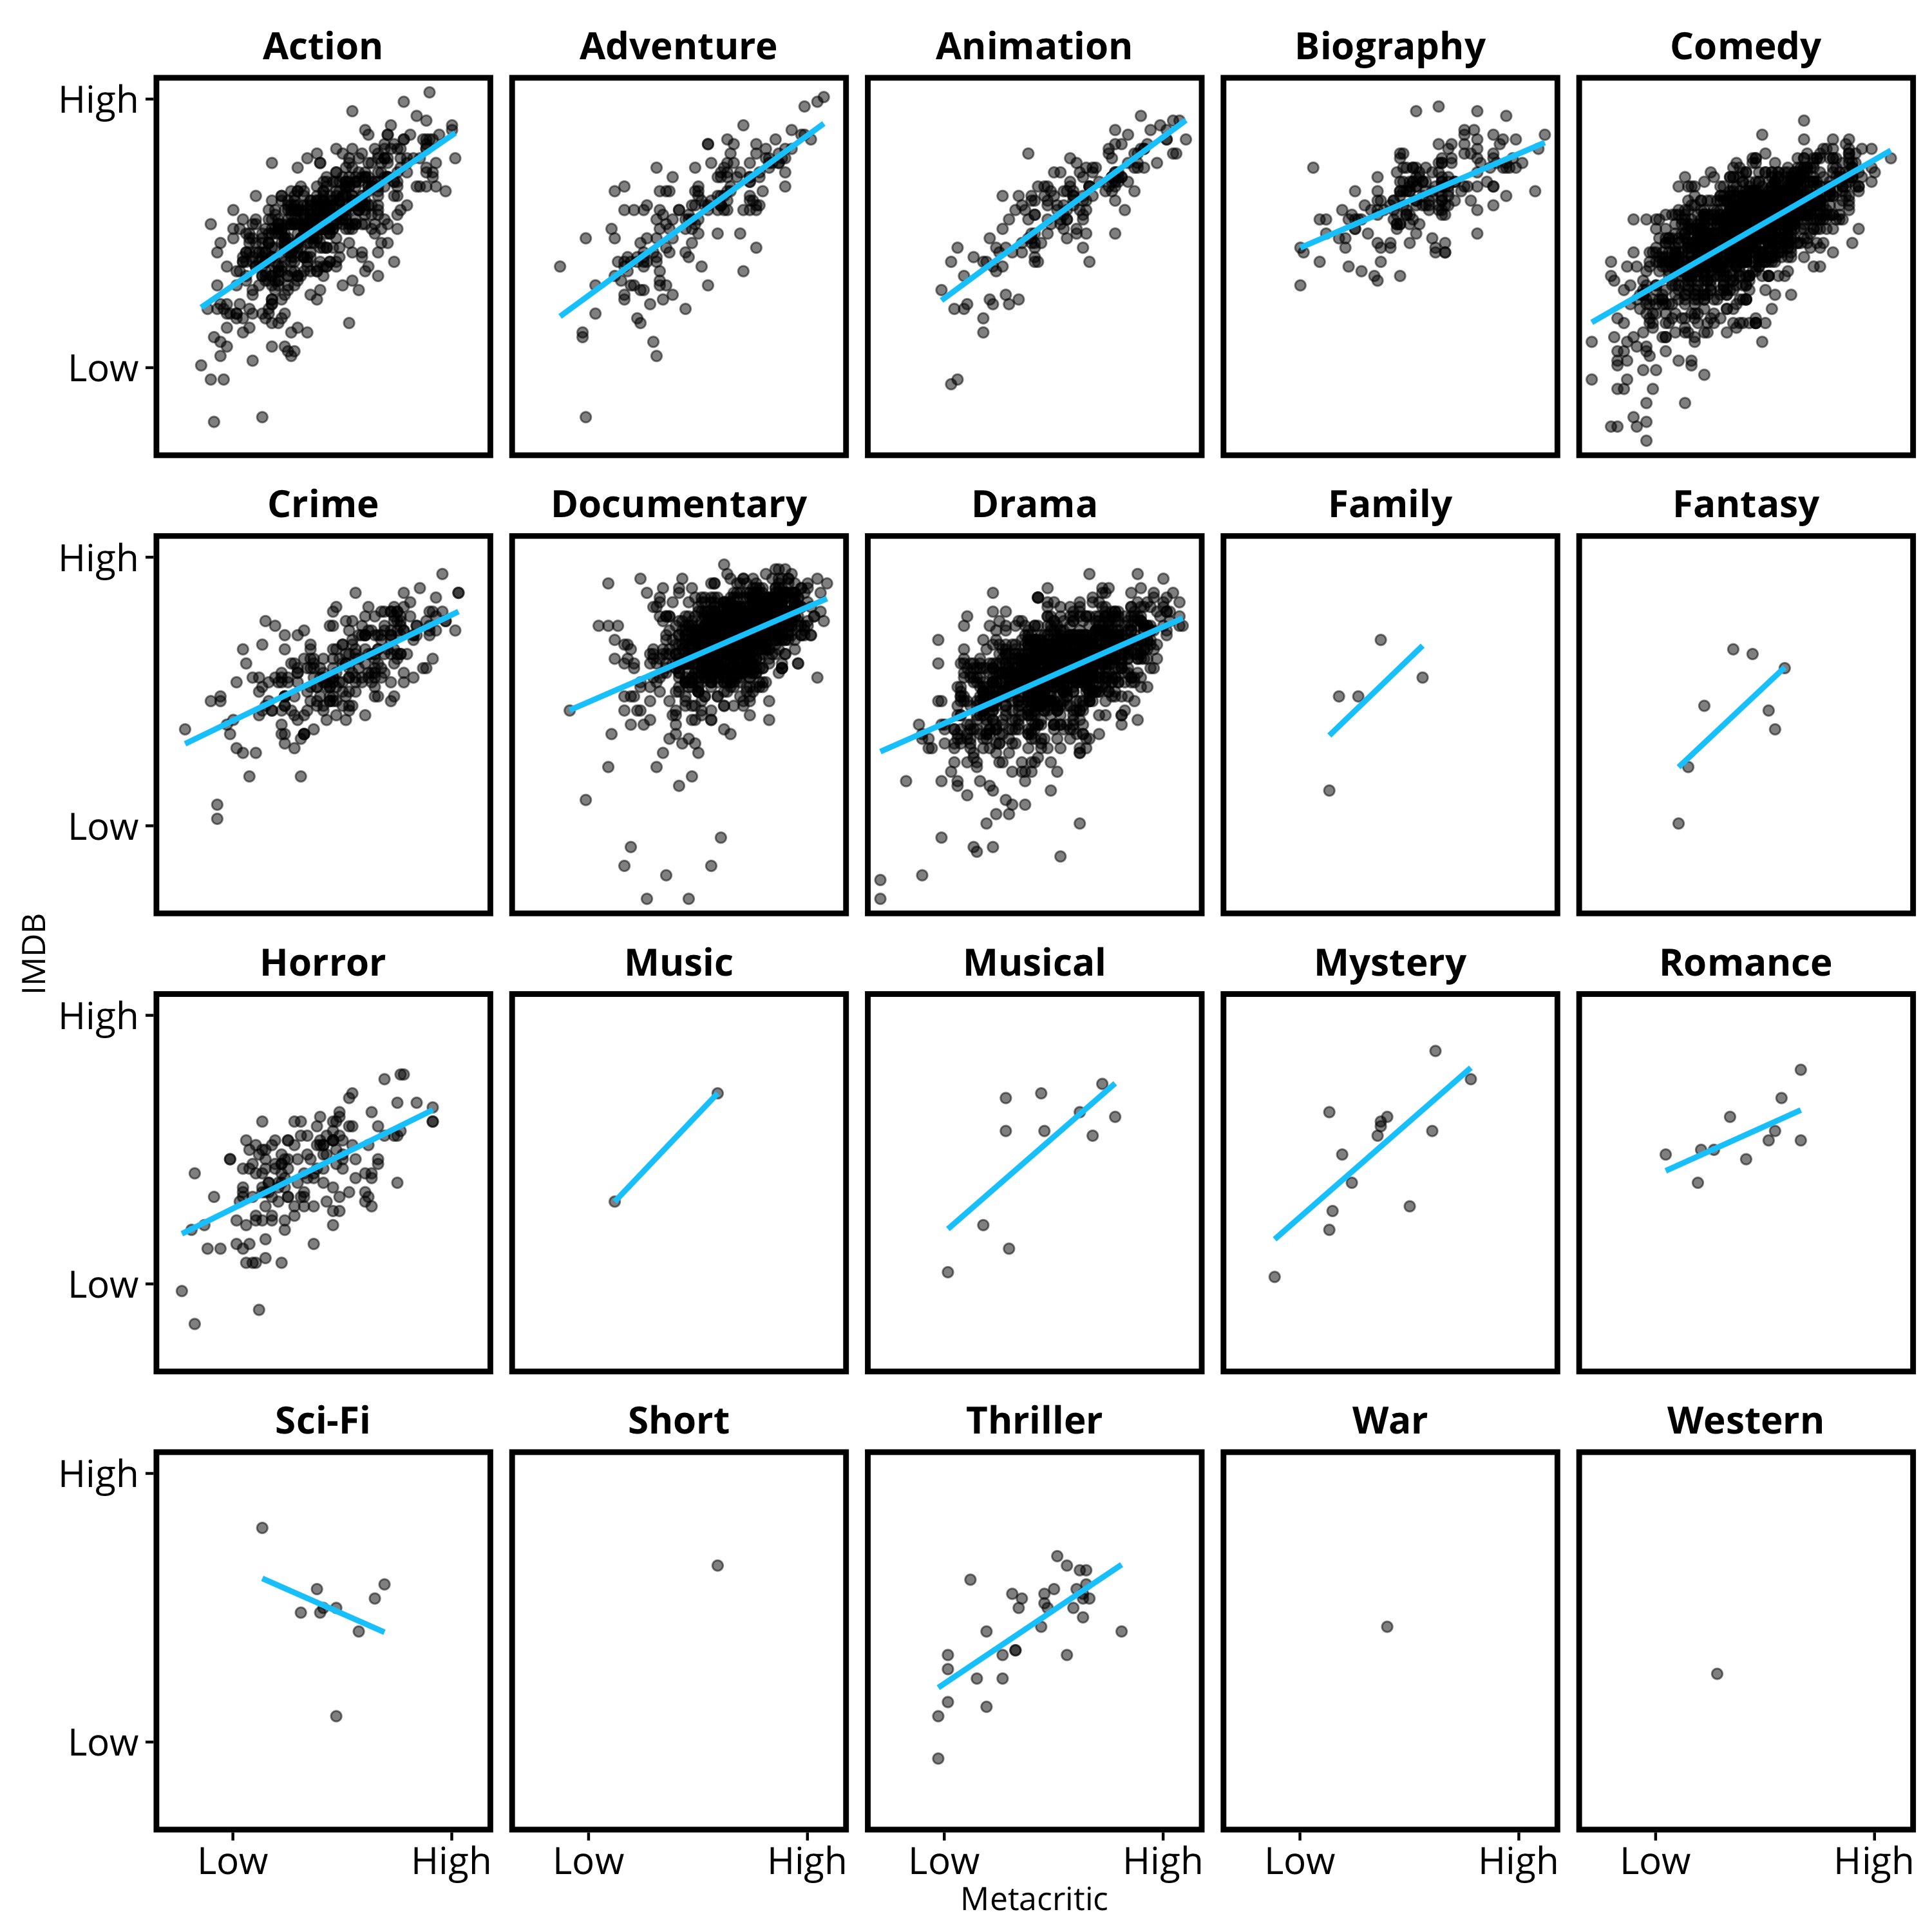 Action Adventure Animation Biography Comedy
High
Low
Crime Documentary Drama Family Fantasy
High
Low
IMDB
Horror Music Musical Mystery Romance
High
Low
Sci-Fi Short Thriller War Western
High
Low
Low High Low High Low High Low High Low High
Metacritic